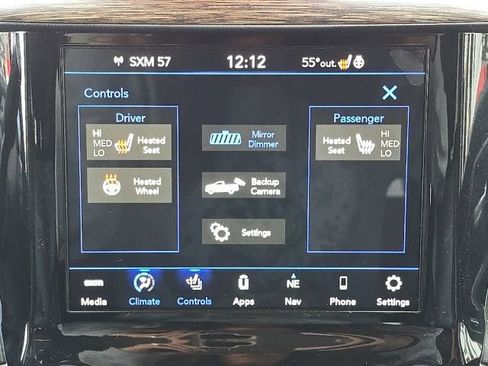 SXM 57 12:12 55° out.
Controls
Driver
HI
MED
LO
Heated
Seat
Heated
Wheel
Mirror
Dimmer
Backup
Camera
Settings
Passenger
Heated
Seat
HI
MED
LO
sxm NE
Media Climate Controls Apps Nav Phone Settings